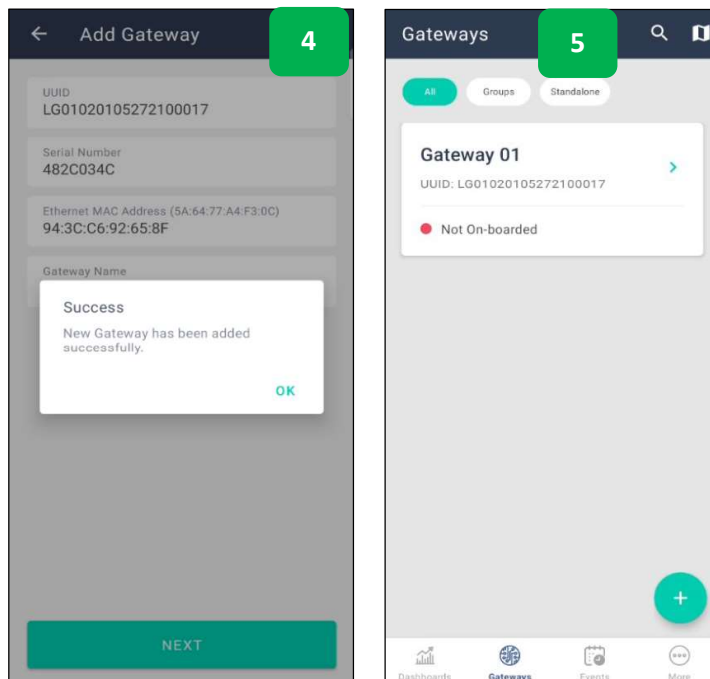 Add Gateway
4
UUID
LG01020105272100017
Serial Number
482C034C
Ethernet MAC Address (5A:64:77:A4:F3:0C)
94:3C:C6:92:65:8F
Gateway Name
Success
New Gateway has been added
successfully.
OK
NEXT
Gateways
5
All Groups Standalone
Gateway 01
UUID: LG01020105272100017
Not On-boarded
+
Dashboards Gateways Events More